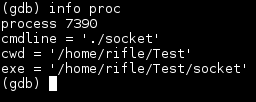 (gdb) info proc
process 7390
cmdline = './socket'
cwd = '/home/rifle/Test'
exe = '/home/rifle/Test/socket'
(gdb)